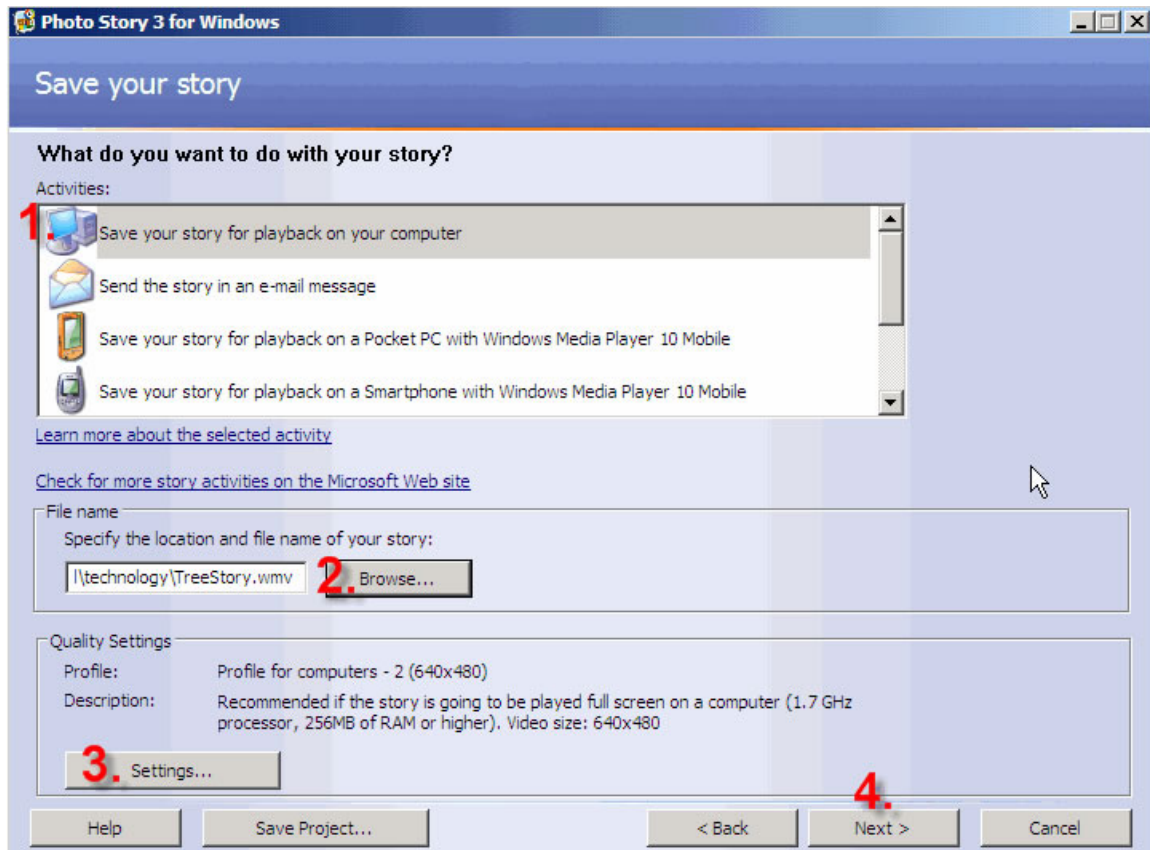 Photo Story 3 for Windows
Save your story
What do you want to do with your story?
Activities:
1.
Save your story for playback on your computer
Send the story in an e-mail message
Save your story for playback on a Pocket PC with Windows Media Player 10 Mobile
Save your story for playback on a Smartphone with Windows Media Player 10 Mobile
Learn more about the selected activity
Check for more story activities on the Microsoft Web site
File name
Specify the location and file name of your story:
l\technology\TreeStory.wmv 2. Browse...
Quality Settings
Profile: Profile for computers - 2 (640x480)
Description: Recommended if the story is going to be played full screen on a computer (1.7 GHz
processor, 256MB of RAM or higher). Video size: 640x480
3. Settings...
4.
Help Save Project... < Back Next > Cancel